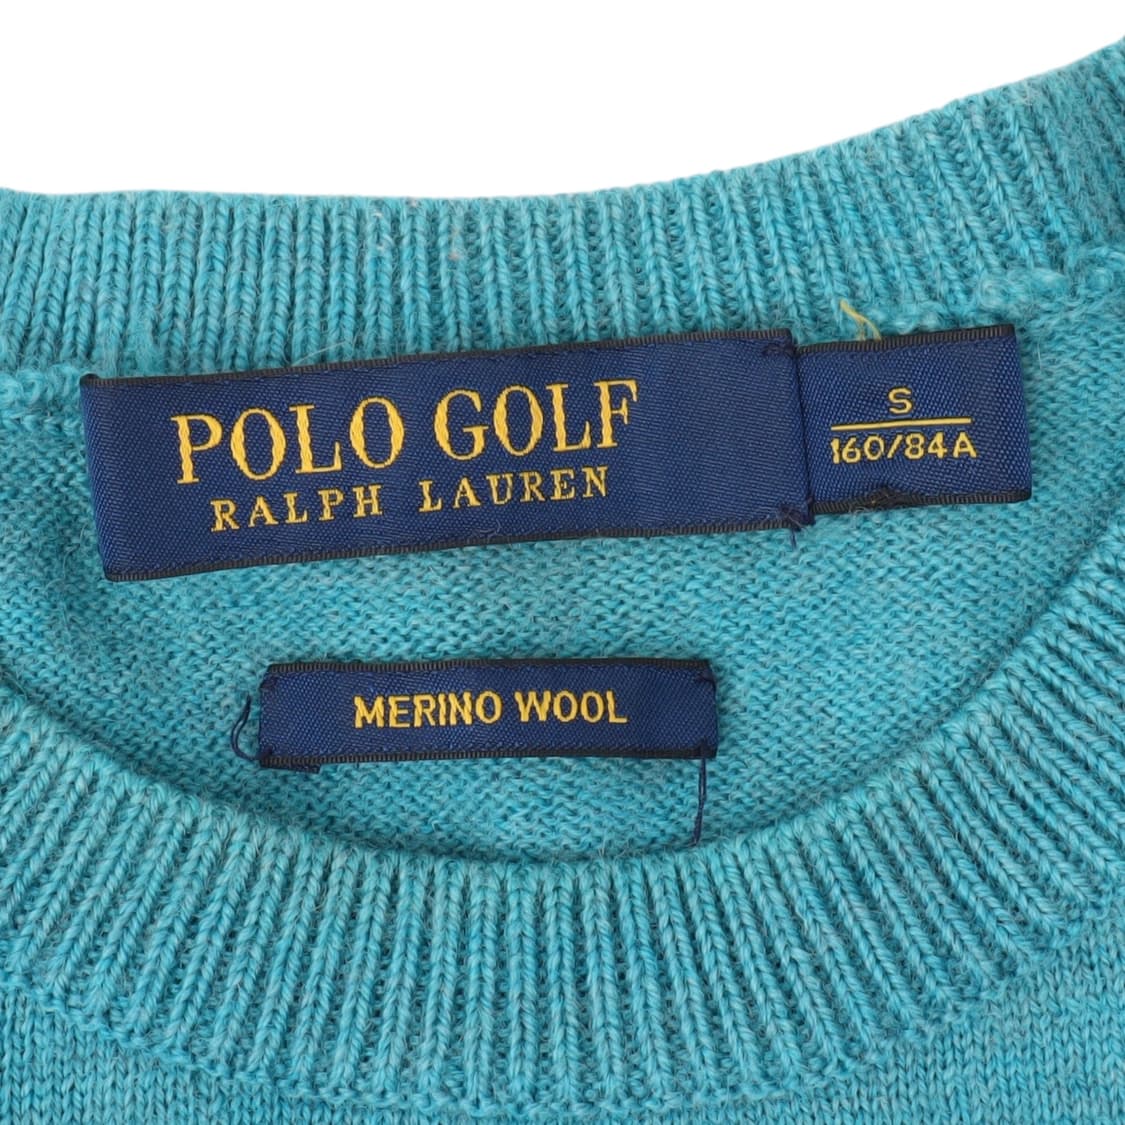 POLO GOLF
RALPH LAUREN
S
160/84A
MERINO WOOL